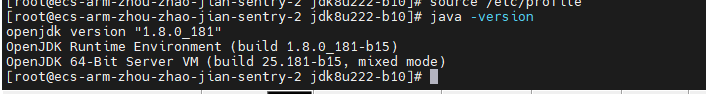 [root@ecs-arm-zhou-zhao-jian-sentry-2 jdk8u222-b10]# source /etc/profile
[root@ecs-arm-zhou-zhao-jian-sentry-2 jdk8u222-b10]# java -version
openjdk version "1.8.0_181"
OpenJDK Runtime Environment (build 1.8.0_181-b15)
OpenJDK 64-Bit Server VM (build 25.181-b15, mixed mode)
[root@ecs-arm-zhou-zhao-jian-sentry-2 jdk8u222-b10]#